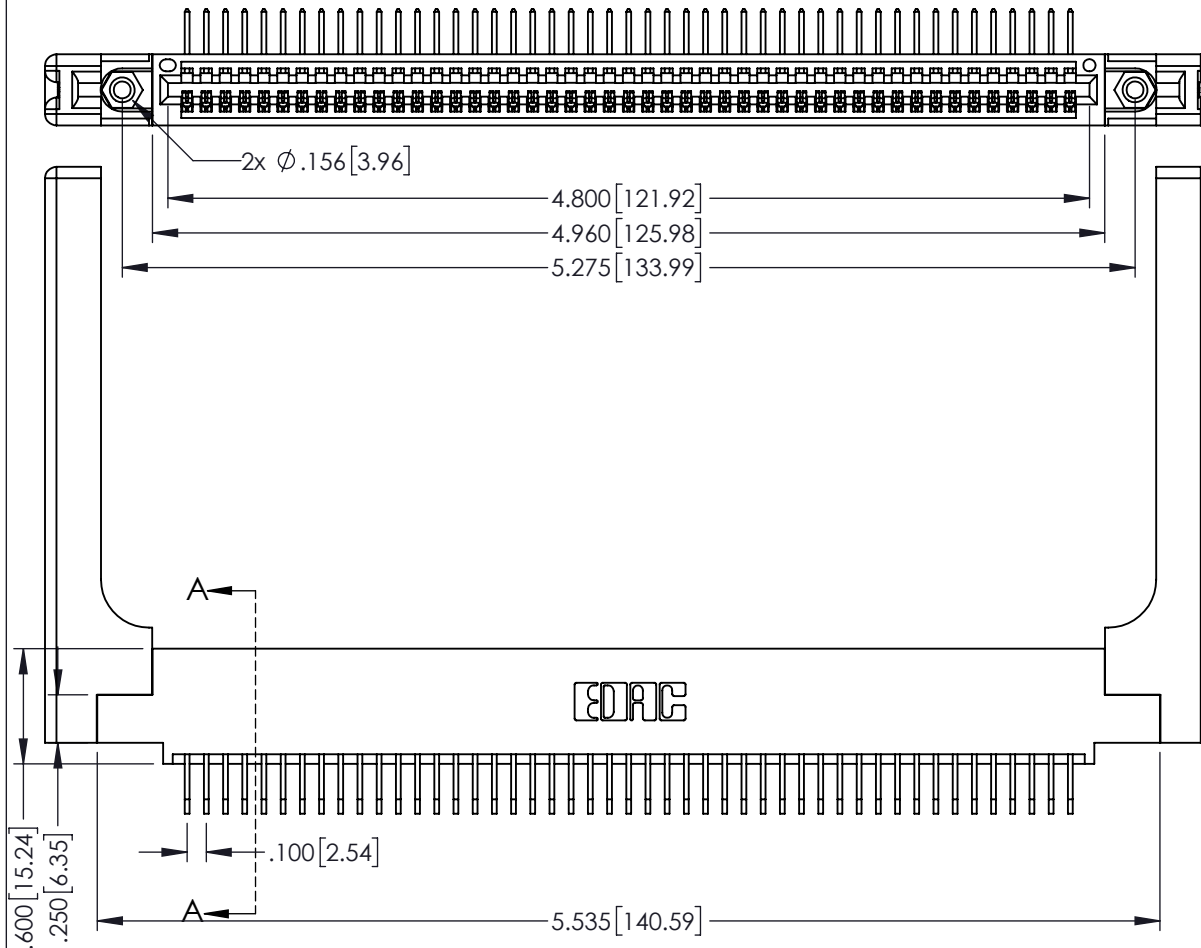 2x ∅ .156[3.96]
4.800[121.92]
4.960[125.98]
5.275[133.99]
A
EDAC
.600[15.24]
.250[6.35]
.100[2.54]
A
5.535[140.59]